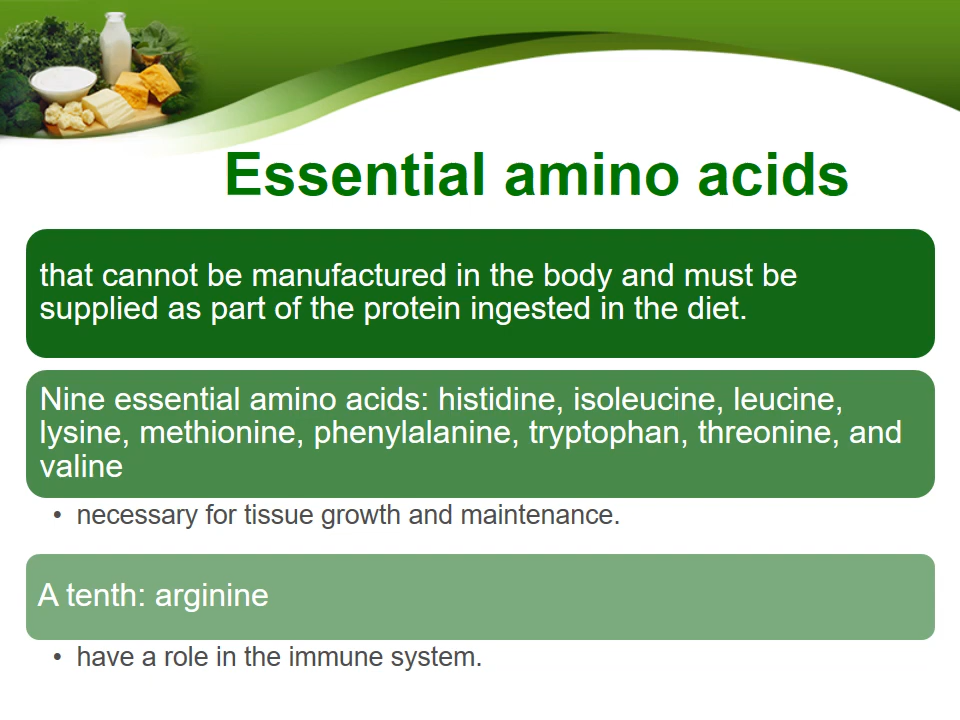 Essential amino acids
that cannot be manufactured in the body and must be
supplied as part of the protein ingested in the diet.
Nine essential amino acids: histidine, isoleucine, leucine,
lysine, methionine, phenylalanine, tryptophan, threonine, and
valine
• necessary for tissue growth and maintenance.
A tenth: arginine
• have a role in the immune system.